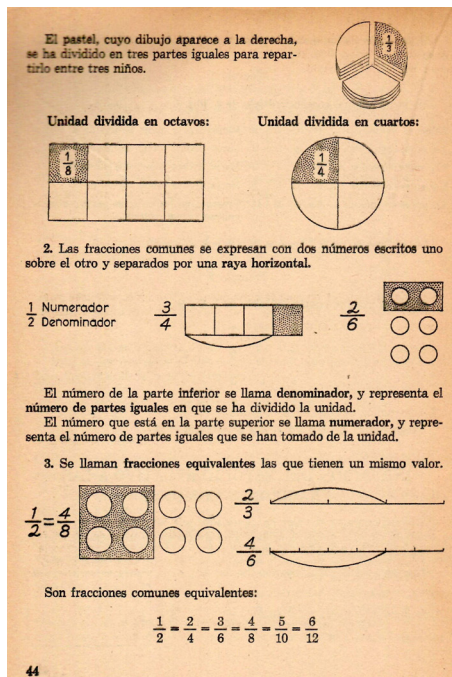 El pastel, cuyo dibujo aparece a la derecha,
se ha dividido en tres partes iguales para repar-
tirlo entre tres niños.
1/3
Unidad dividida en octavos:
Unidad dividida en cuartos:
1/8
1/4
2. Las fracciones comunes se expresan con dos números escritos uno
sobre el otro y separados por una raya horizontal.
1 Numerador
2 Denominador
3/4
2/6
El número de la parte inferior se llama denominador, y representa el
número de partes iguales en que se ha dividido la unidad.
El número que está en la parte superior se llama numerador, y repre-
senta el número de partes iguales que se han tomado de la unidad.
3. Se llaman fracciones equivalentes las que tienen un mismo valor.
1/2 = 4/8
2/3
4/6
Son fracciones comunes equivalentes:
1/2 = 2/4 = 3/6 = 4/8 = 5/10 = 6/12
44